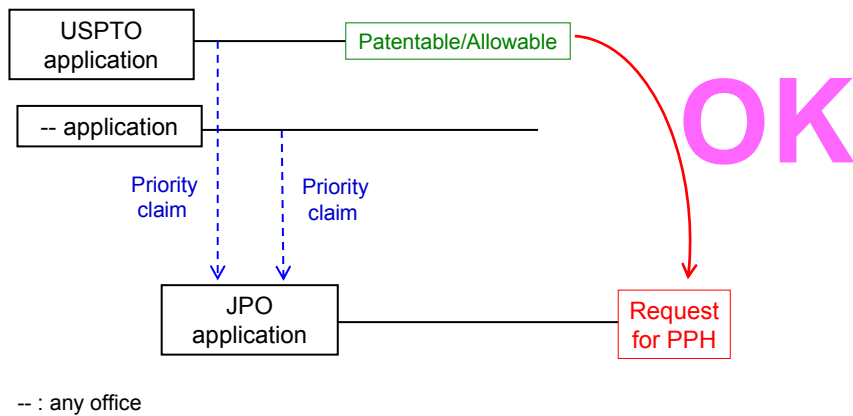 USPTO
application
Patentable/Allowable
OK
-- application
Priority
claim
Priority
claim
JPO
application
Request
for PPH
-- : any office